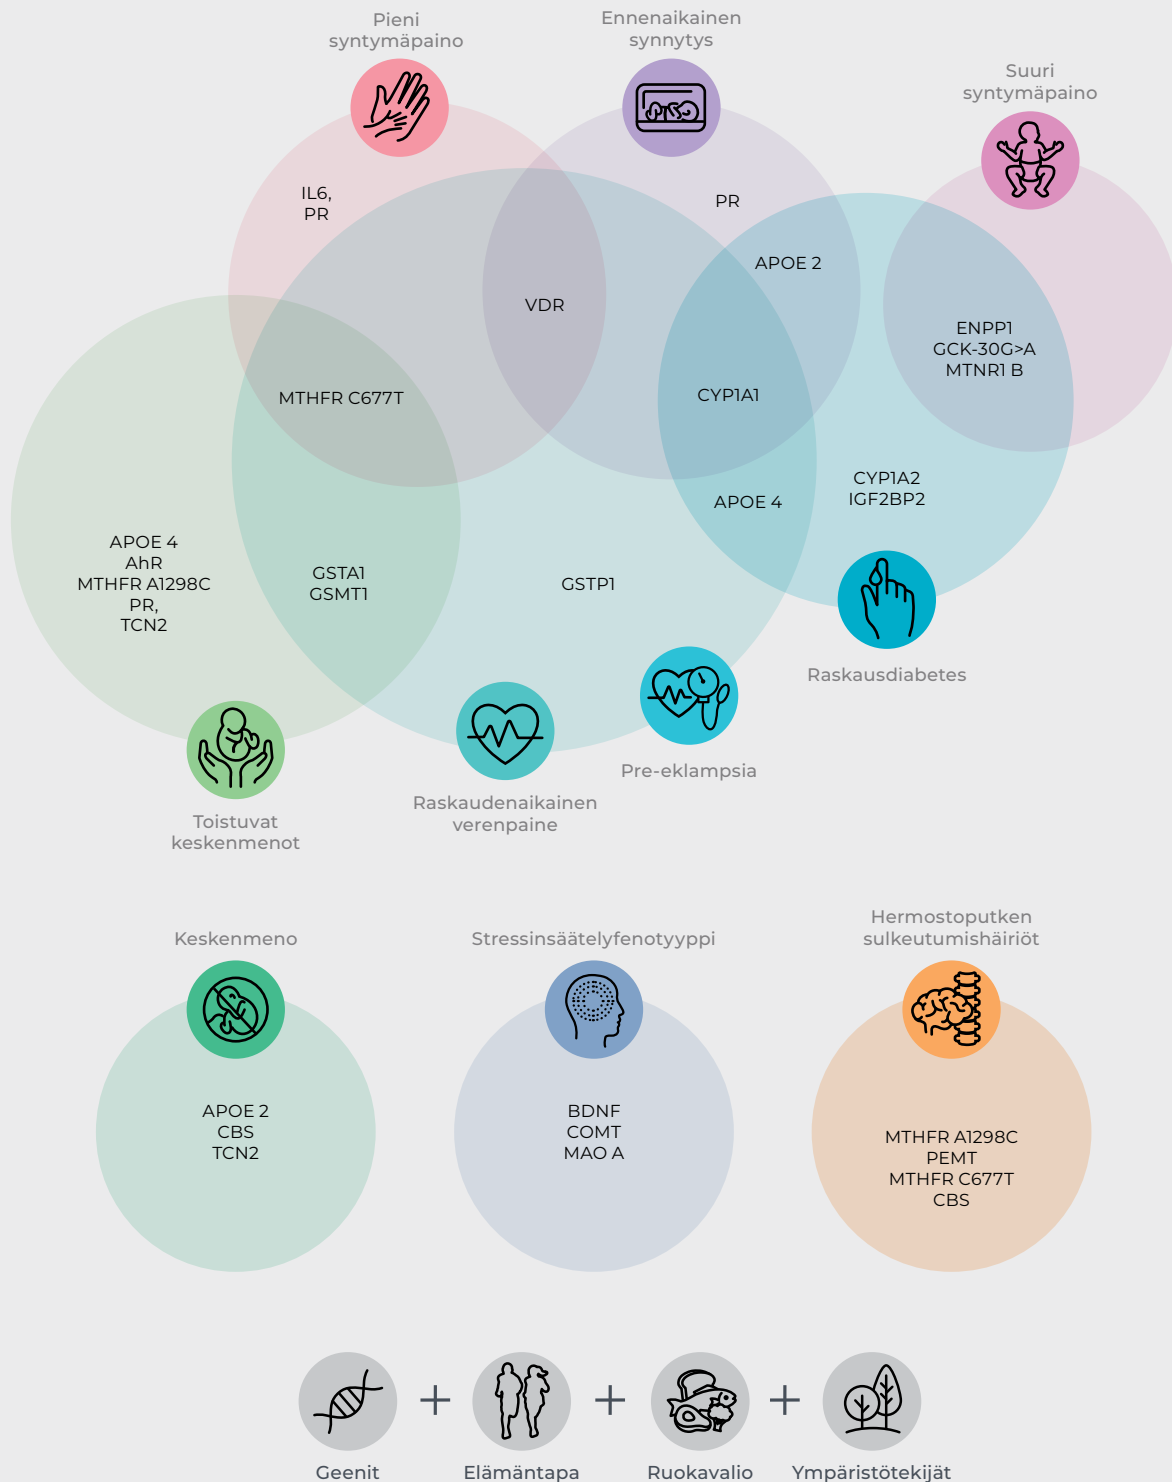 Pieni
syntymäpaino
Ennenaikainen
synnytys
Suuri
syntymäpaino
IL6,
PR
PR
APOE 2
VDR
ENPP1
GCK-30G>A
MTNR1 B
MTHFR C677T
CYP1A1
CYP1A2
IGF2BP2
APOE 4
APOE 4
AhR
MTHFR A1298C
PR,
TCN2
GSTA1
GSMT1
GSTP1
Raskausdiabetes
Pre-eklampsia
Raskaudenaikainen
verenpaine
Toistuvat
keskenmenot
Keskenmeno
Stressinsäätelyfenotyyppi
Hermostoputken
sulkeutumishäiriöt
APOE 2
CBS
TCN2
BDNF
COMT
MAO A
MTHFR A1298C
PEMT
MTHFR C677T
CBS
+ + +
Geenit Elämäntapa Ruokavalio Ympäristötekijät